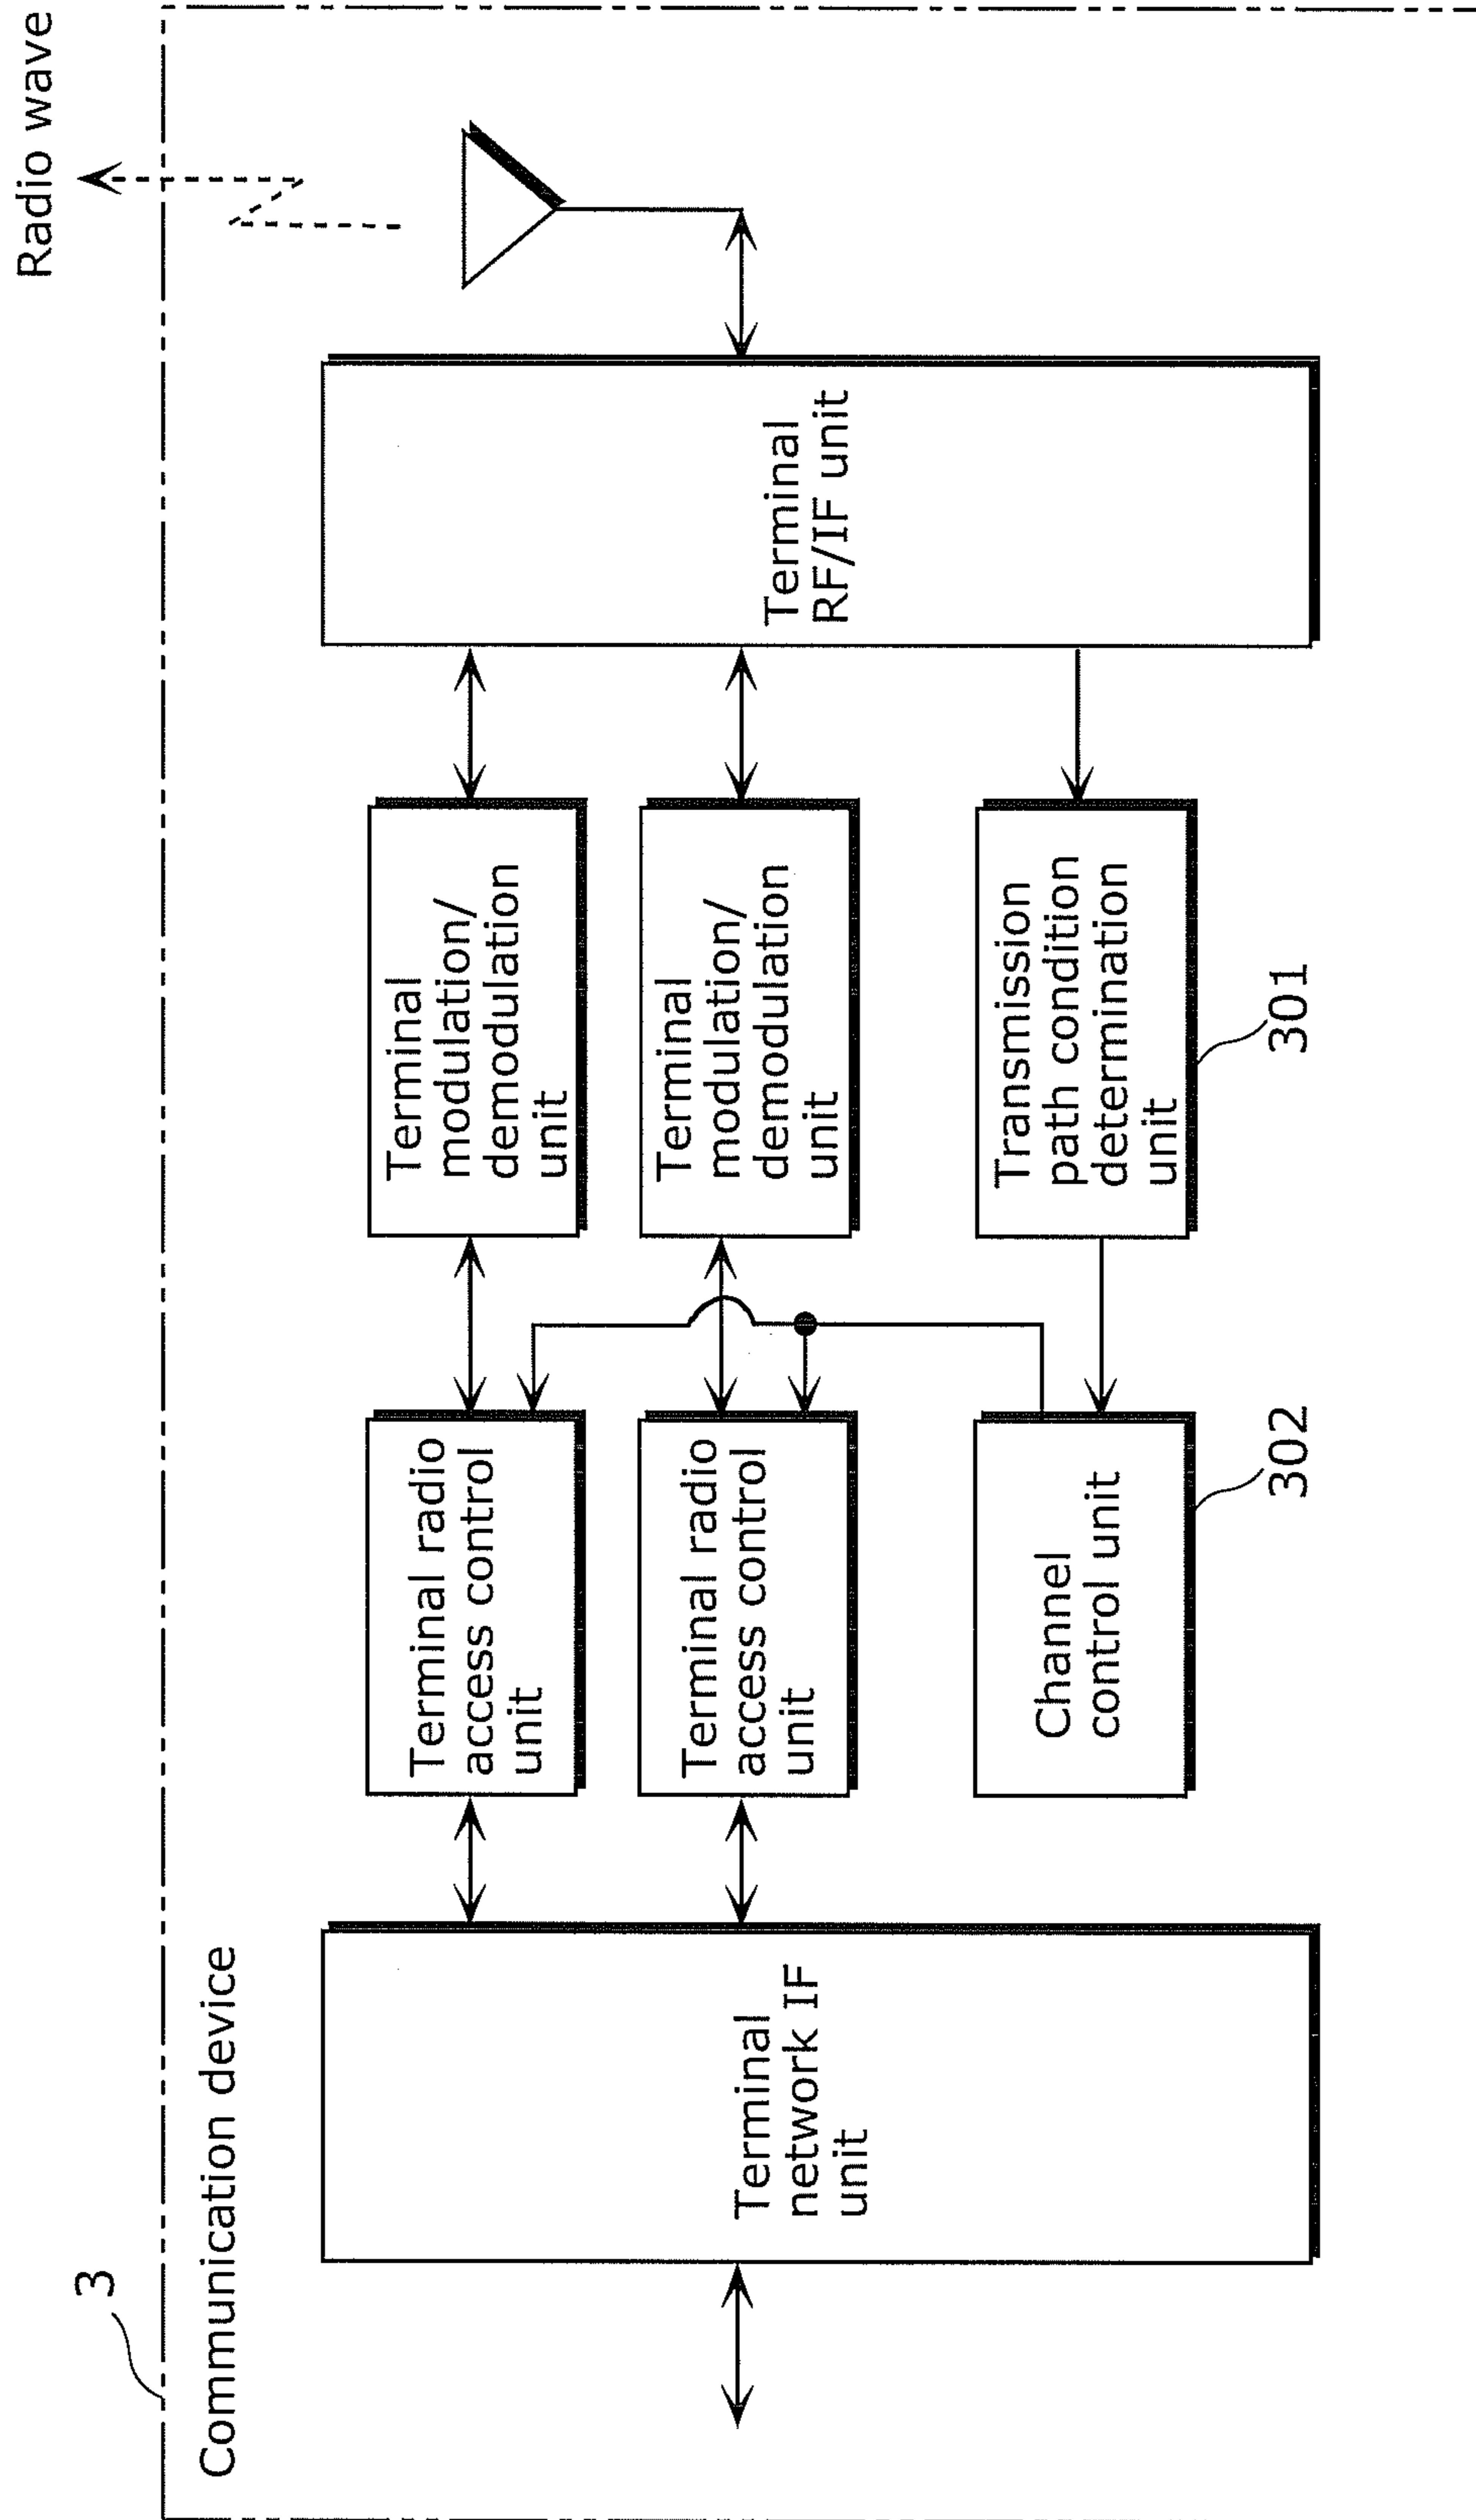 Radio wave
3
Communication device
Terminal
network IF
unit
Terminal radio
access control
unit
Terminal
modulation/
demodulation
unit
Terminal radio
access control
unit
Terminal
modulation/
demodulation
unit
Terminal
RF/IF unit
Channel
control unit
302
Transmission
path condition
determination
unit
301